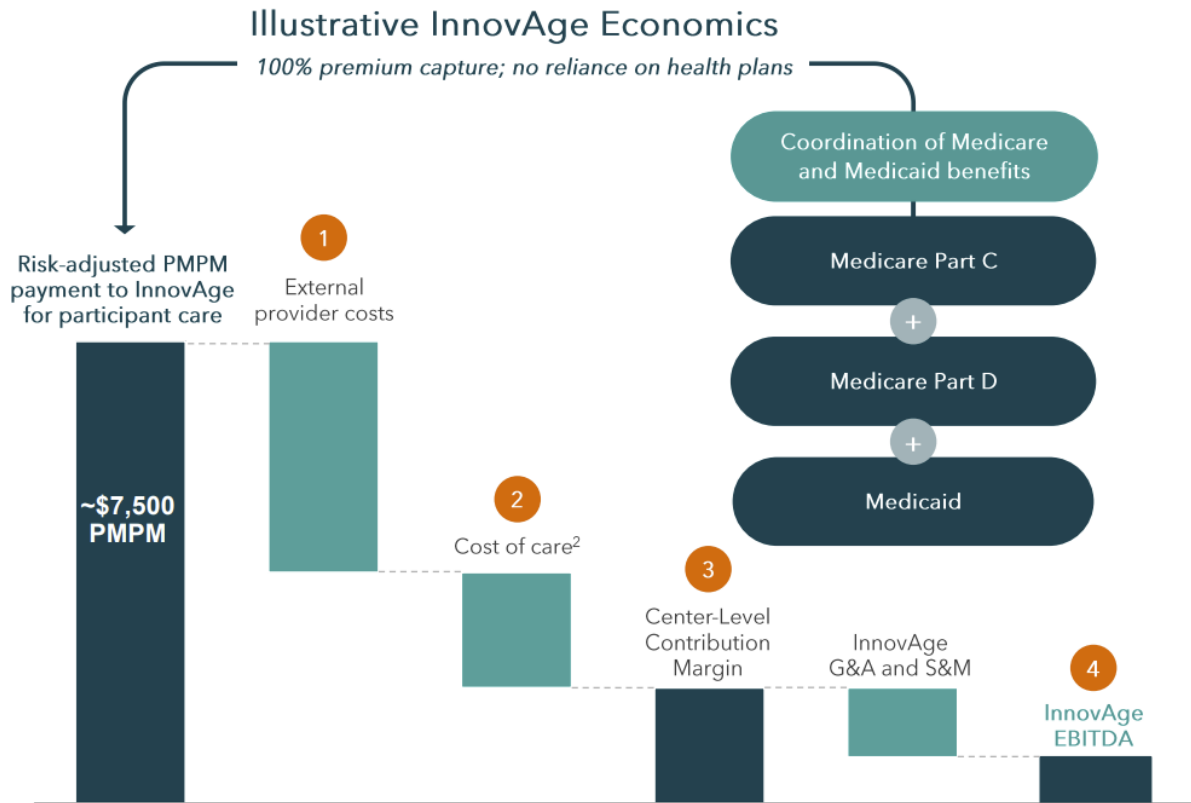 Illustrative InnovAge Economics
100% premium capture; no reliance on health plans
Coordination of Medicare
and Medicaid benefits
Medicare Part C
+
Medicare Part D
+
Medicaid
Risk-adjusted PMPM
payment to InnovAge
for participant care
~$7,500
PMPM
1
External
provider costs
2
Cost of care²
3
Center-Level
Contribution
Margin
InnovAge
G&A and S&M
4
InnovAge
EBITDA